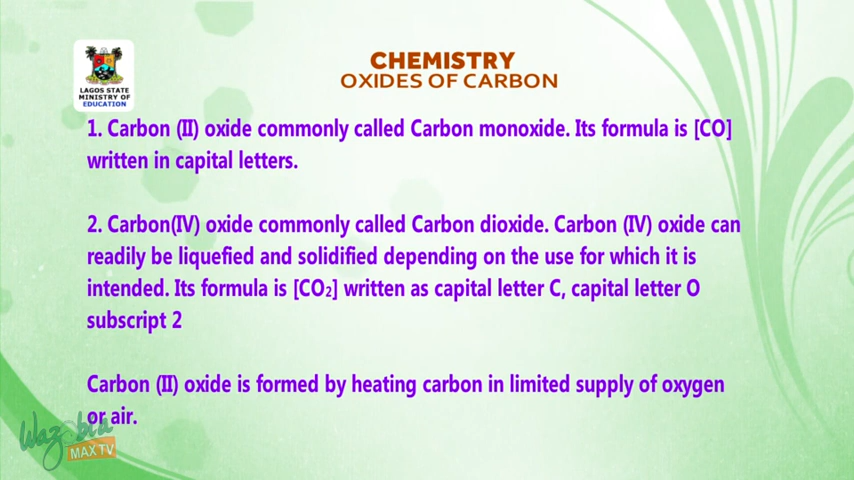 CHEMISTRY
OXIDES OF CARBON
LAGOS STATE
MINISTRY OF
EDUCATION
1. Carbon (II) oxide commonly called Carbon monoxide. Its formula is [CO]
written in capital letters.
2. Carbon(IV) oxide commonly called Carbon dioxide. Carbon (IV) oxide can
readily be liquefied and solidified depending on the use for which it is
intended. Its formula is [CO₂] written as capital letter C, capital letter O
subscript 2
Carbon (II) oxide is formed by heating carbon in limited supply of oxygen
or air.
Wazobia
MAX TV